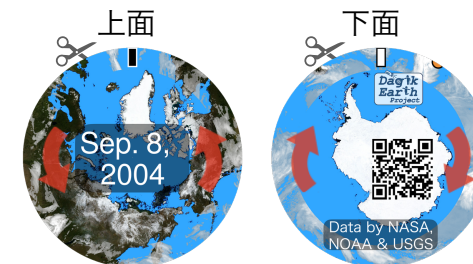 上面
下面
Sep. 8,
2004
Dagik
Earth
Project
Data by NASA,
NOAA & USGS